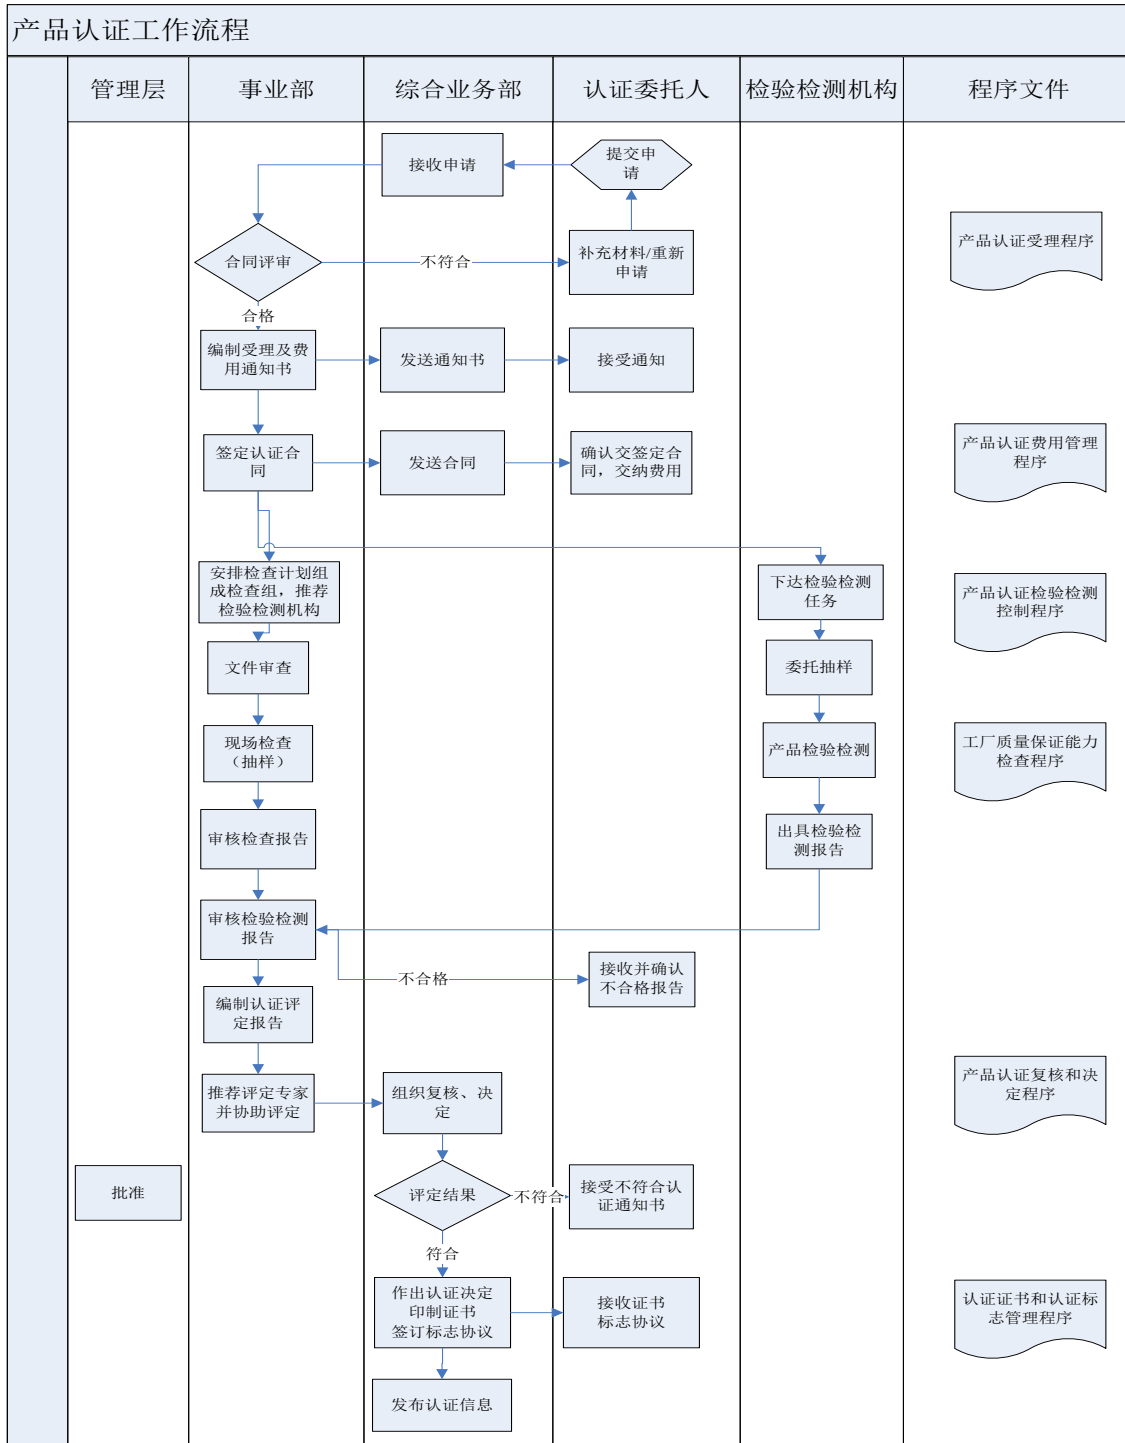 产品认证工作流程
管理层
事业部
综合业务部
认证委托人
检验检测机构
程序文件
接收申请
提交申
请
合同评审
不符合
补充材料/重新
申请
产品认证受理程序
合格
编制受理及费
用通知书
发送通知书
接受通知
签定认证合
同
发送合同
确认交签定合
同，交纳费用
产品认证费用管理
程序
安排检查计划组
成检查组，推荐
检验检测机构
下达检验检测
任务
产品认证检验检测
控制程序
文件审查
委托抽样
现场检查
（抽样）
产品检验检测
工厂质量保证能力
检查程序
审核检查报告
出具检验检
测报告
审核检验检测
报告
不合格
接收并确认
不合格报告
编制认证评
定报告
推荐评定专家
并协助评定
组织复核、决
定
产品认证复核和决
定程序
批准
评定结果
不符合
接受不符合认
证通知书
符合
作出认证决定
印制证书
签订标志协议
接收证书
标志协议
认证证书和认证标
志管理程序
发布认证信息